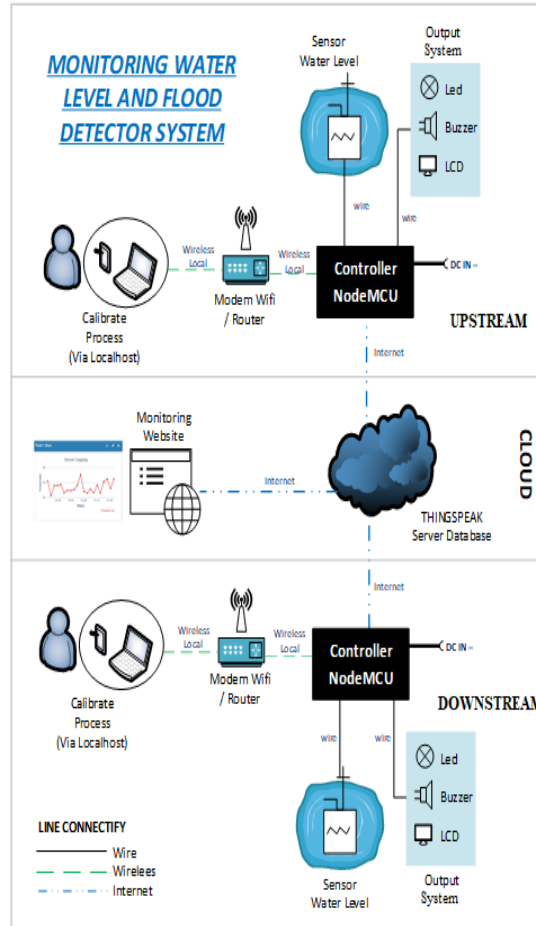 MONITORING WATER
LEVEL AND FLOOD
DETECTOR SYSTEM
Sensor
Water Level
Output
System
Led
Buzzer
LCD
wire
wire
Wireless
Local
Wireless
Local
Controller
NodeMCU
DC IN
Modem Wifi
/ Router
Calibrate
Process
(Via Localhost)
UPSTREAM
Internet
Monitoring
Website
Internet
THINGSPEAK
Server Database
CLOUD
Internet
Wireless
Local
Wireless
Local
Controller
NodeMCU
DC IN
Modem Wifi
/ Router
Calibrate
Process
(Via Localhost)
DOWNSTREAM
wire
wire
Led
Buzzer
LCD
Sensor
Water Level
Output
System
LINE CONNECTIFY
Wire
Wirelees
Internet